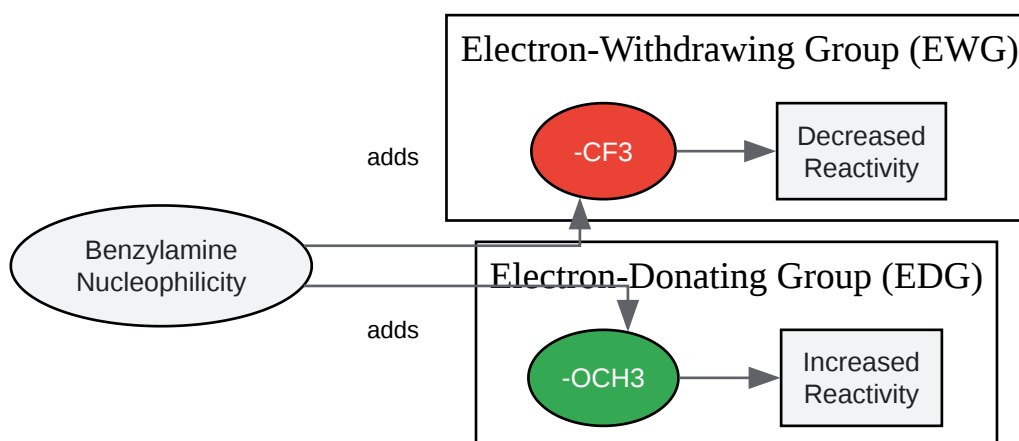 Electron-Withdrawing Group (EWG)
adds
-CF3
Decreased
Reactivity
Benzylamine
Nucleophilicity
Electron-Donating Group (EDG)
adds
-OCH3
Increased
Reactivity